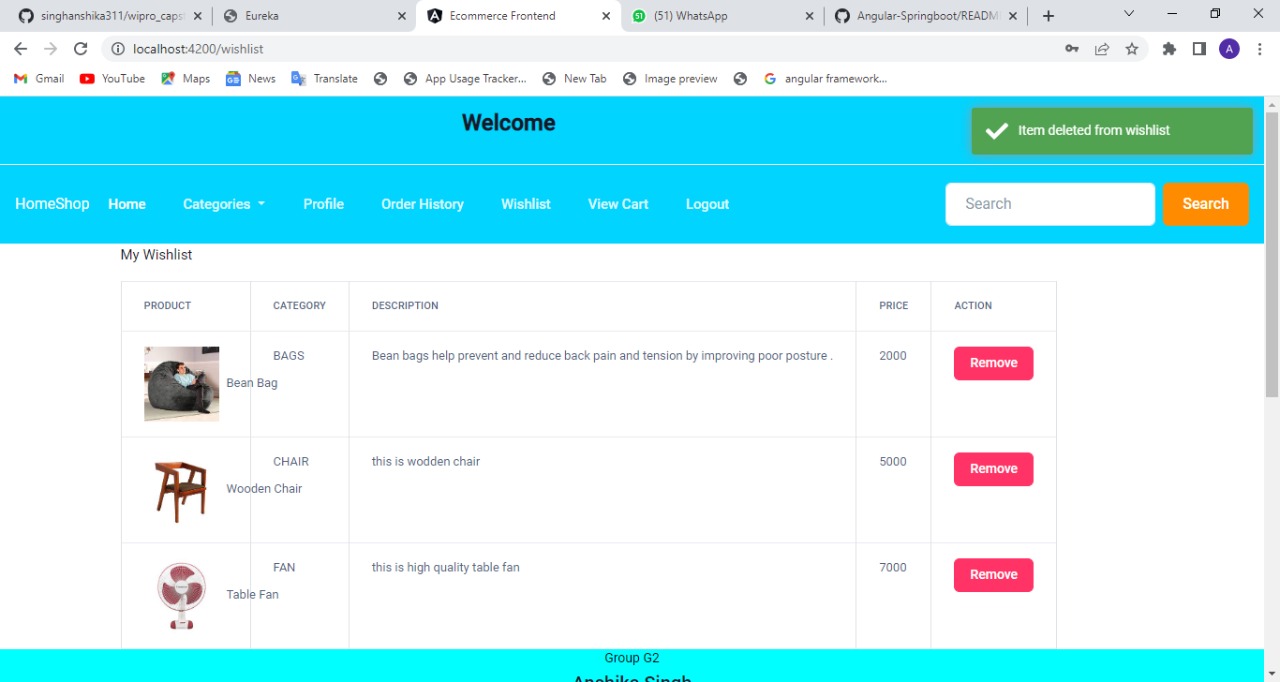 singhanshika311/wipro_caps
Eureka
Ecommerce Frontend
(51) WhatsApp
Angular-Springboot/READM
localhost:4200/wishlist
A
Gmail
YouTube
Maps
News
Translate
App Usage Tracker...
New Tab
Image preview
angular framework...
Welcome
Item deleted from wishlist
HomeShop Home Categories Profile Order History Wishlist View Cart Logout
Search
Search
My Wishlist
PRODUCT CATEGORY DESCRIPTION PRICE ACTION
BAGS Bean bags help prevent and reduce back pain and tension by improving poor posture . 2000 Remove
Bean Bag
CHAIR this is wodden chair 5000 Remove
Wooden Chair
FAN this is high quality table fan 7000 Remove
Table Fan
Group G2
Anshika Singh